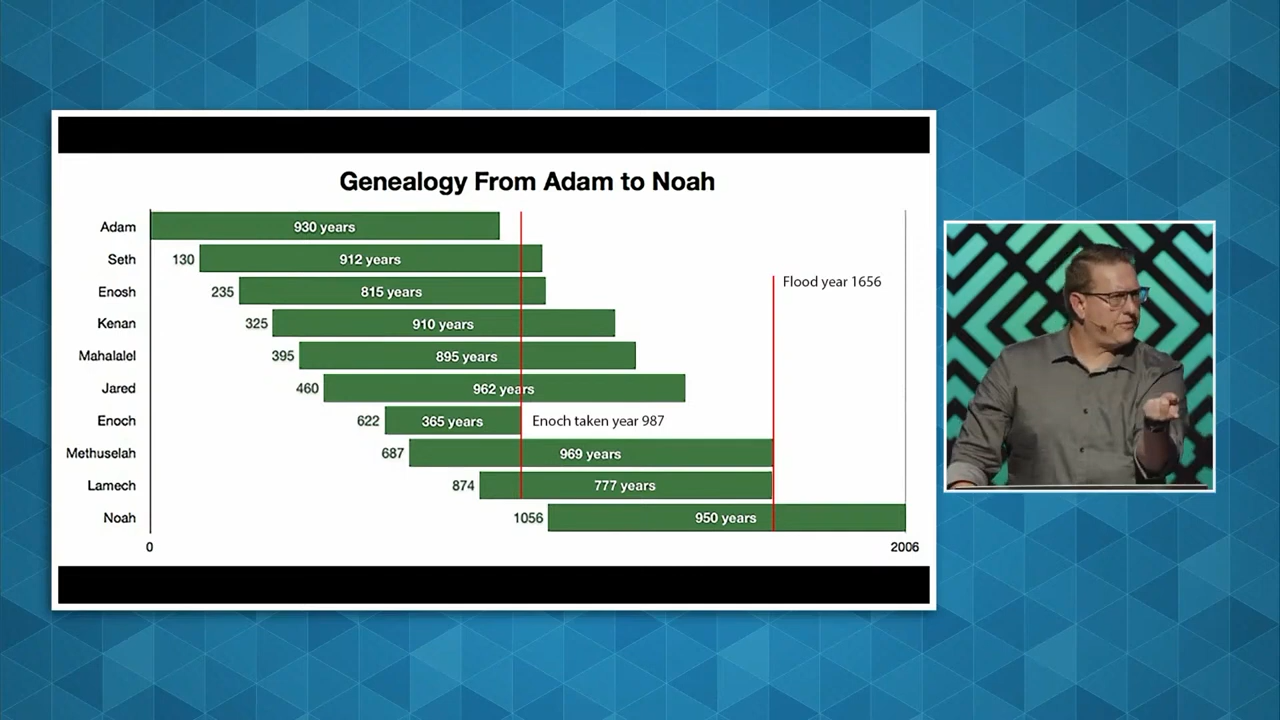 Genealogy From Adam to Noah
Adam 930 years
Seth 130 912 years
Flood year 1656
Enosh 235 815 years
Kenan 325 910 years
Mahalalel 395 895 years
Jared 460 962 years
Enoch 622 365 years Enoch taken year 987
Methuselah 687 969 years
Lamech 874 777 years
Noah 1056 950 years
0 2006